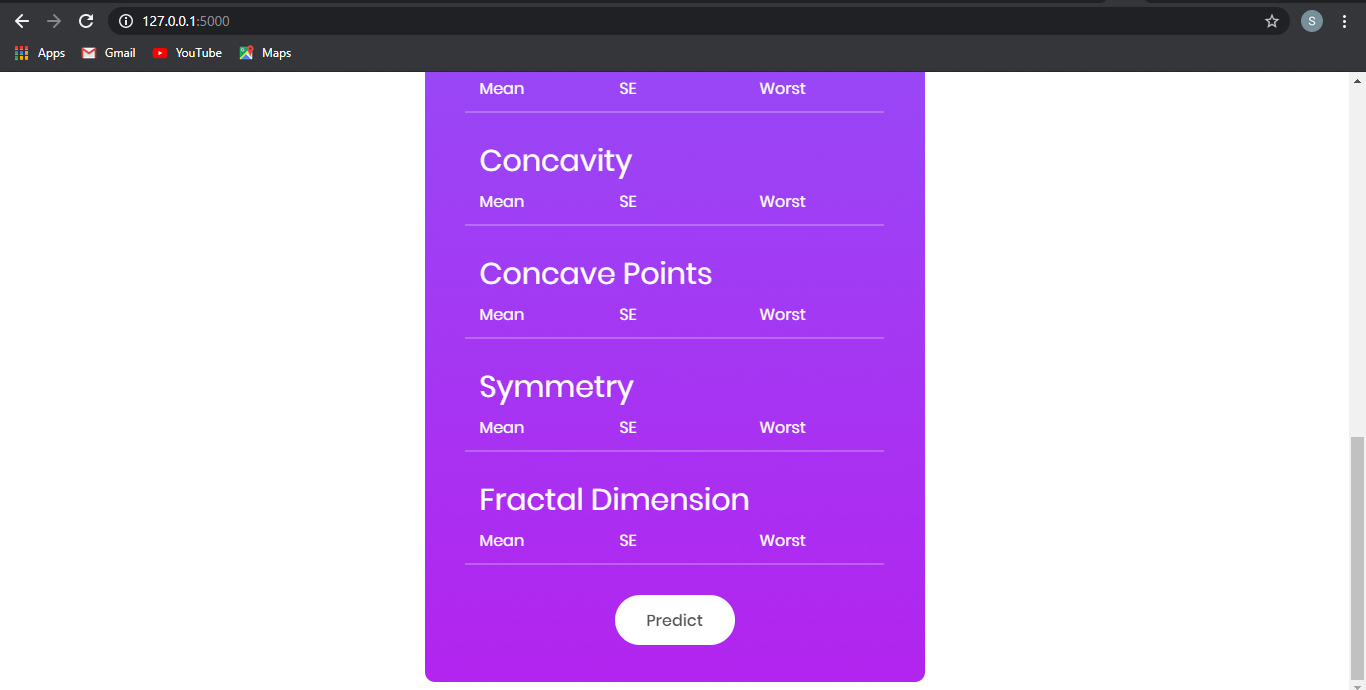 127.0.0.1:5000
S
Apps Gmail YouTube Maps
Mean SE Worst
Concavity
Mean SE Worst
Concave Points
Mean SE Worst
Symmetry
Mean SE Worst
Fractal Dimension
Mean SE Worst
Predict